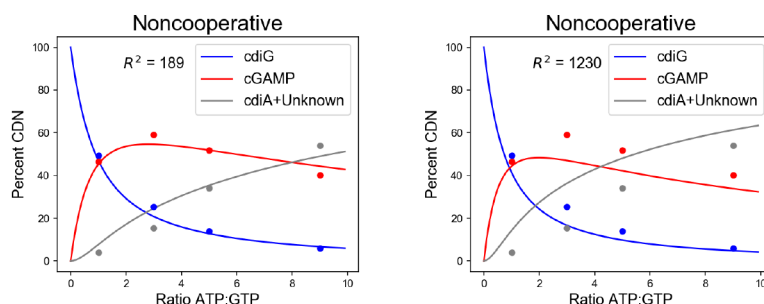 Noncooperative
R² = 189
cdiG
cGAMP
cdiA+Unknown
Percent CDN
100
80
60
40
20
0
0 2 4 6 8 10
Ratio ATP:GTP
Noncooperative
R² = 1230
cdiG
cGAMP
cdiA+Unknown
Percent CDN
100
80
60
40
20
0
0 2 4 6 8 10
Ratio ATP:GTP